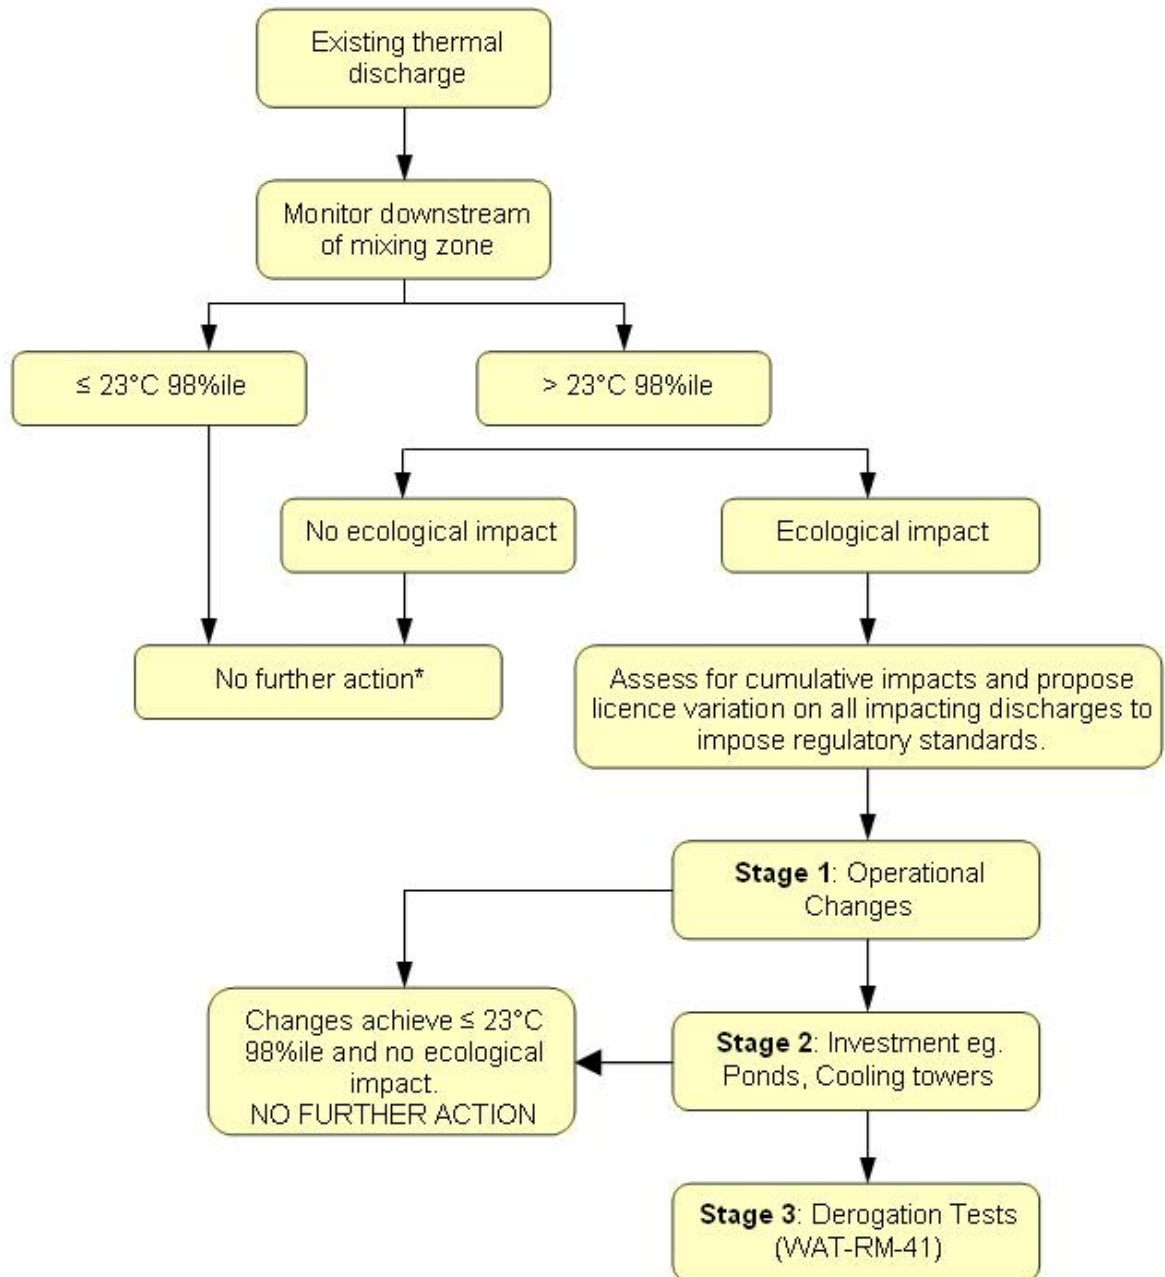 Existing thermal
discharge
Monitor downstream
of mixing zone
≤ 23°C 98%ile
> 23°C 98%ile
No ecological impact
Ecological impact
No further action*
Assess for cumulative impacts and propose
licence variation on all impacting discharges to
impose regulatory standards.
Stage 1: Operational
Changes
Changes achieve ≤ 23°C
98%ile and no ecological
impact.
NO FURTHER ACTION
Stage 2: Investment eg.
Ponds, Cooling towers
Stage 3: Derogation Tests
(WAT-RM-41)